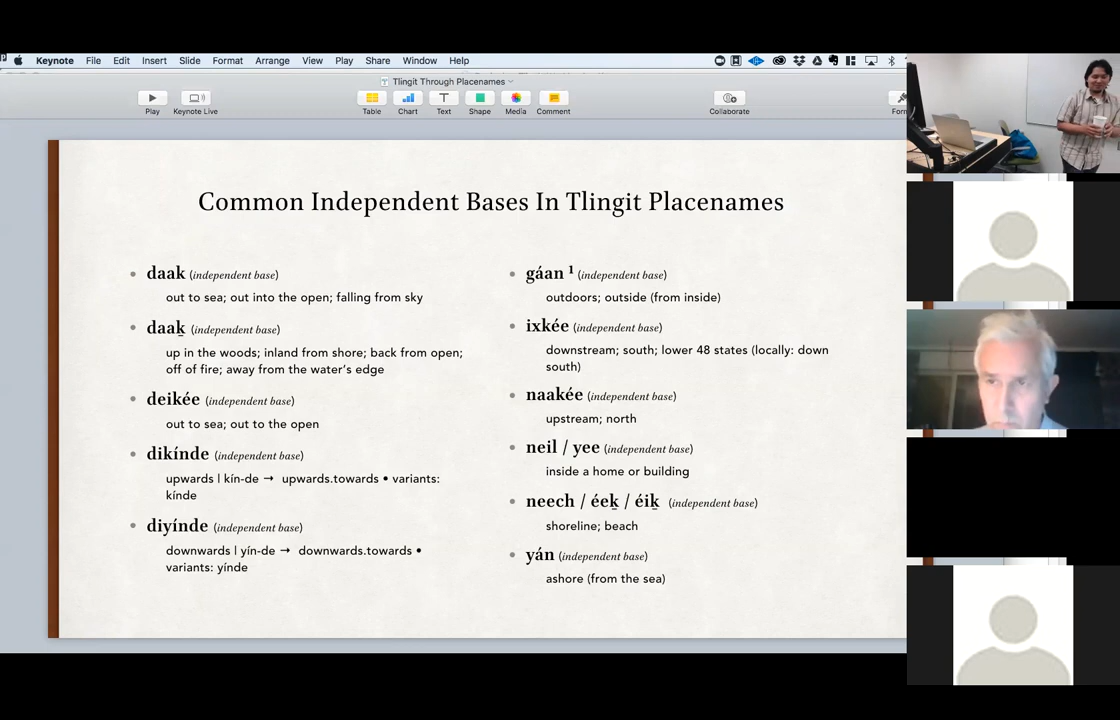 Keynote File Edit Insert Slide Format Arrange View Play Share Window Help
Tlingit Through Placenames
Play Keynote Live Table Chart Text Shape Media Comment Collaborate
Common Independent Bases In Tlingit Placenames
• daak (independent base)
out to sea; out into the open; falling from sky
• daaḵ (independent base)
up in the woods; inland from shore; back from open;
off of fire; away from the water’s edge
• deikée (independent base)
out to sea; out to the open
• dikínde (independent base)
upwards | kín-de → upwards.towards • variants:
kínde
• diyínde (independent base)
downwards | yín-de → downwards.towards •
variants: yínde
• gáan ¹ (independent base)
outdoors; outside (from inside)
• ixkée (independent base)
downstream; south; lower 48 states (locally: down
south)
• naakée (independent base)
upstream; north
• neil / yee (independent base)
inside a home or building
• neech / éeḵ / éiḵ (independent base)
shoreline; beach
• yán (independent base)
ashore (from the sea)